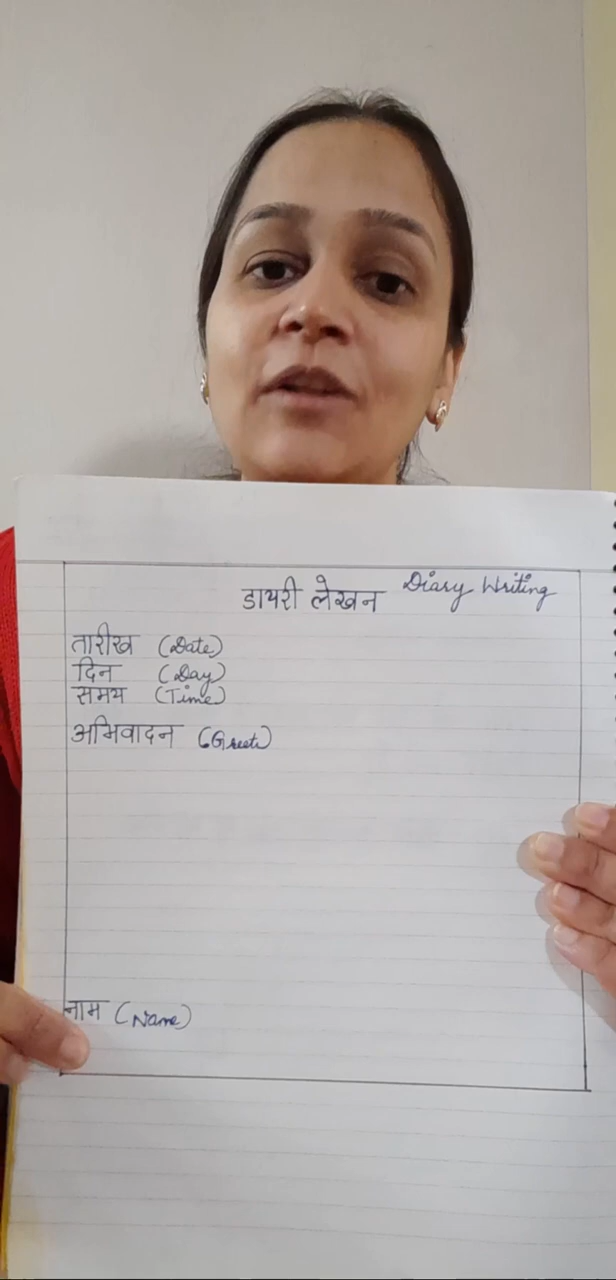 डायरी लेखन Diary Writing
तारीख (Date)
दिन (Day)
समय (Time)
अभिवादन (Greet)
नाम (Name)